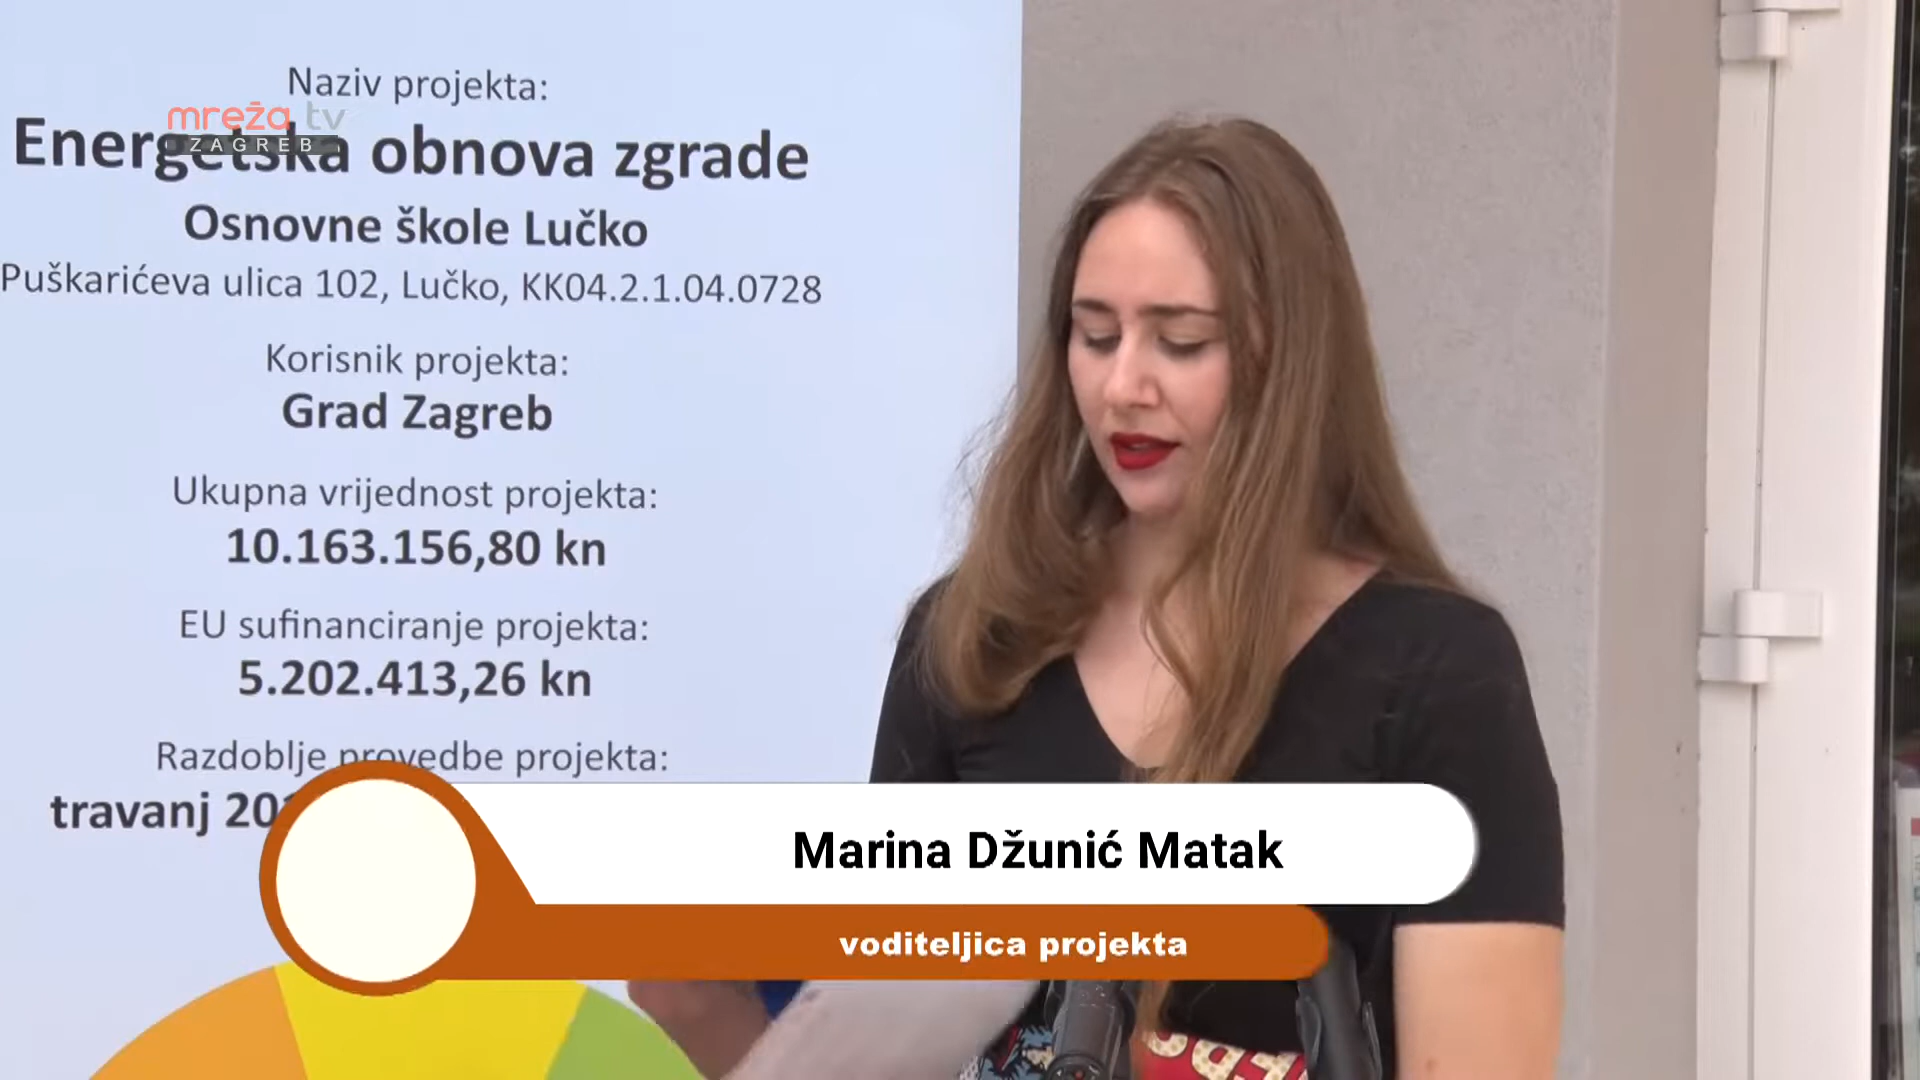 Naziv projekta:
mreža tv
ZAGREB
Energetska obnova zgrade
Osnovne škole Lučko
Puškarićeva ulica 102, Lučko, KK04.2.1.04.0728
Korisnik projekta:
Grad Zagreb
Ukupna vrijednost projekta:
10.163.156,80 kn
EU sufinanciranje projekta:
5.202.413,26 kn
Razdoblje provedbe projekta:
travanj
Marina Džunić Matak
voditeljica projekta